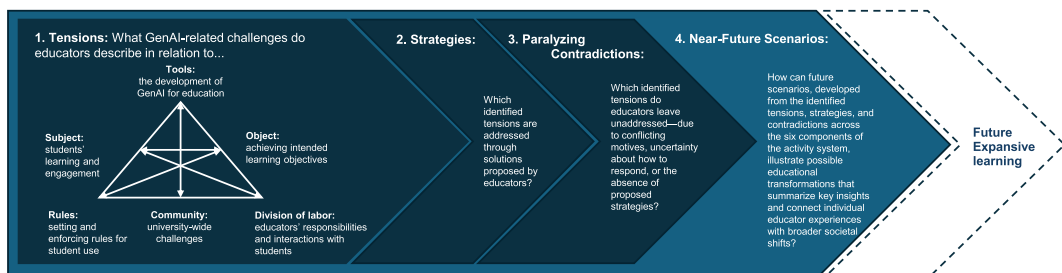 1. Tensions: What GenAI-related challenges do
educators describe in relation to...
Tools:
the development of
GenAI for education
Subject:
students'
learning and
engagement
Object:
achieving intended
learning objectives
Rules:
setting and
enforcing rules for
student use
Community:
university-wide
challenges
Division of labor:
educators' responsibilities
and interactions with
students
2. Strategies:
Which
identified
tensions are
addressed
through
solutions
proposed by
educators?
3. Paralyzing
Contradictions:
Which identified
tensions do
educators leave
unaddressed—due
to conflicting
motives, uncertainty
about how to
respond, or the
absence of
proposed
strategies?
4. Near-Future Scenarios:
How can future
scenarios, developed
from the identified
tensions, strategies, and
contradictions across
the six components of
the activity system,
illustrate possible
educational
transformations that
summarize key insights
and connect individual
educator experiences
with broader societal
shifts?
Future
Expansive
learning